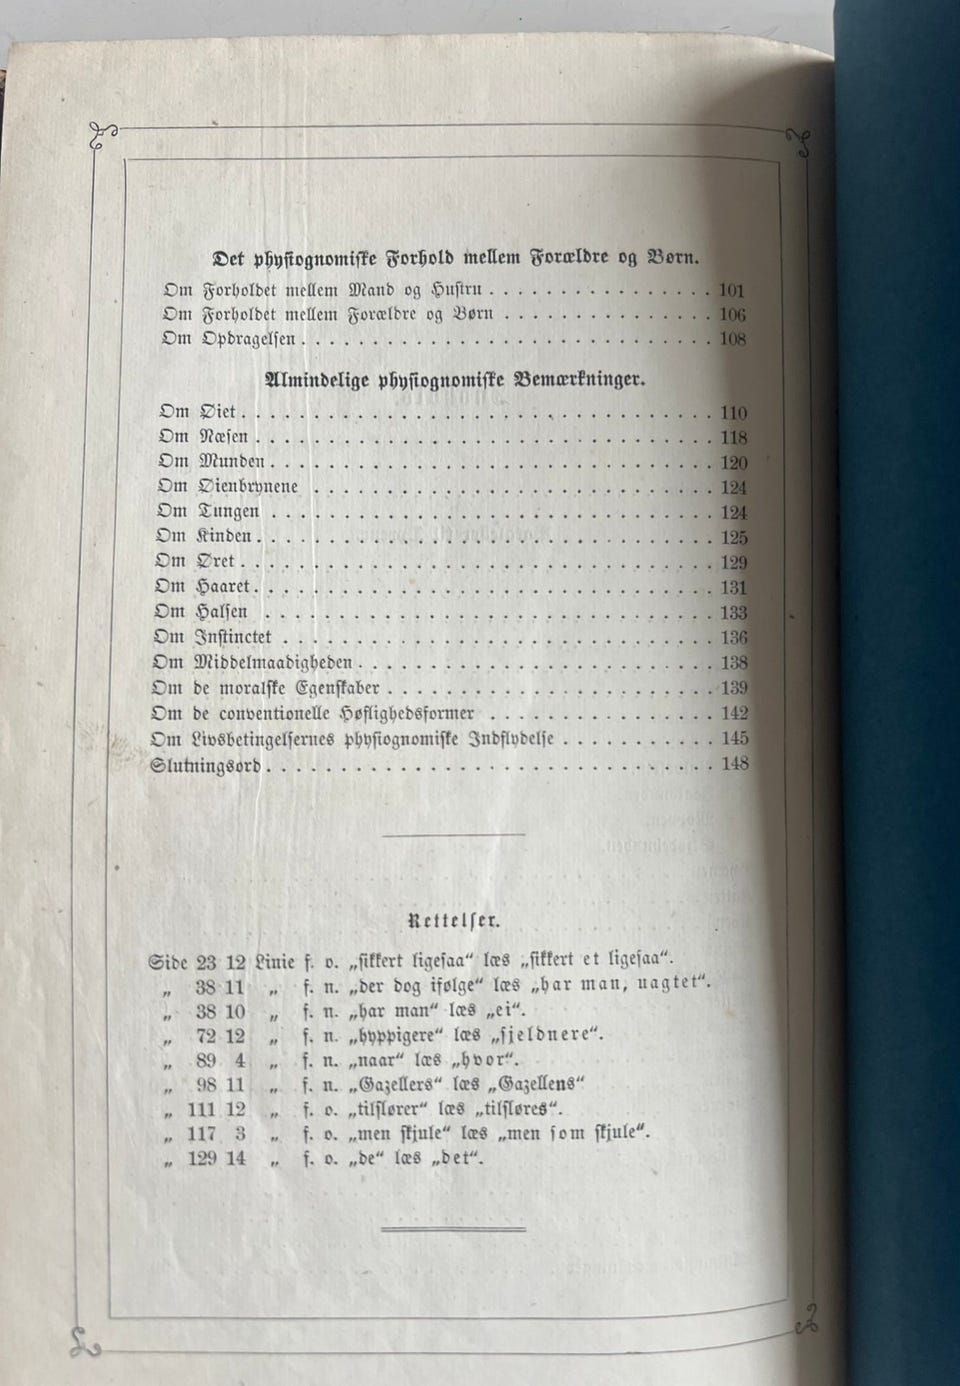 Det physiognomiske Forhold mellem Forældre og Børn.
Om Forholdet mellem Mand og Hustru . . . . . . . . . . . . . . . . 101
Om Forholdet mellem Forældre og Børn . . . . . . . . . . . . . . . 106
Om Opdragelsen . . . . . . . . . . . . . . . . . . . . . . . . . . . . . 108
Almindelige physiognomiske Bemærkninger.
Om Øiet . . . . . . . . . . . . . . . . . . . . . . . . . . . . . . . . 110
Om Næsen . . . . . . . . . . . . . . . . . . . . . . . . . . . . . . . 118
Om Munden . . . . . . . . . . . . . . . . . . . . . . . . . . . . . . 120
Om Øienbrynene . . . . . . . . . . . . . . . . . . . . . . . . . . . 124
Om Tungen . . . . . . . . . . . . . . . . . . . . . . . . . . . . . . 124
Om Kinden . . . . . . . . . . . . . . . . . . . . . . . . . . . . . . 125
Om Øret . . . . . . . . . . . . . . . . . . . . . . . . . . . . . . . . 129
Om Haaret . . . . . . . . . . . . . . . . . . . . . . . . . . . . . . 131
Om Halsen . . . . . . . . . . . . . . . . . . . . . . . . . . . . . . 133
Om Instinctet . . . . . . . . . . . . . . . . . . . . . . . . . . . . . 136
Om Middelmaadigheden . . . . . . . . . . . . . . . . . . . . . . . 138
Om de moralske Egenskaber . . . . . . . . . . . . . . . . . . . . . 139
Om de conventionelle Høflighedsformer . . . . . . . . . . . . . . 142
Om Livsbetingelsernes physiognomiske Indflydelse . . . . . . . . . 145
Slutningsord . . . . . . . . . . . . . . . . . . . . . . . . . . . . . . 148
Rettelser.
Side 23 12 Linie f. o. „sikkert ligesaa“ læs „sikkert et ligesaa“.
„ 38 11 „ f. n. „der dog ifølge“ læs „har man, uagtet“.
„ 38 10 „ f. n. „har man“ læs „ei“.
„ 72 12 „ f. n. „hyppigere“ læs „sjeldnere“.
„ 89 4 „ f. n. „naar“ læs „hvor“.
„ 98 11 „ f. n. „Gazellers“ læs „Gazellens“
„ 111 12 „ f. o. „tilslører“ læs „tilsløres“.
„ 117 3 „ f. o. „men skjule“ læs „men som skjule“.
„ 129 14 „ f. o. „de“ læs „det“.